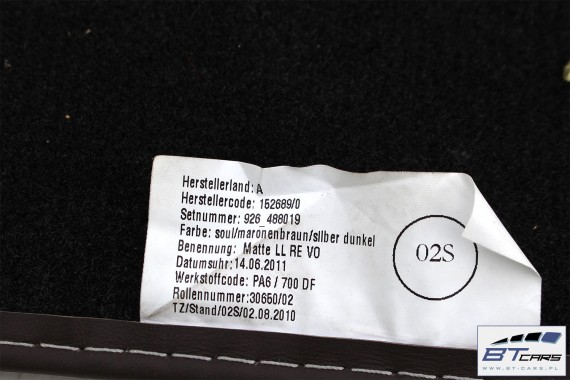 Herstellerland: A
Herstellercode: 152689/0
Setnummer: 926_488019
Farbe: soul/maronenbraun/silber dunkel
Benennung: Matte LL RE VO
Datumsuhr: 14.06.2011
Werkstoffcode: PA6 / 700 DF
Rollennummer:30650/02
TZ/Stand/02S/02.08.2010
02S
BT CARS
WWW.BT-CARS.PL